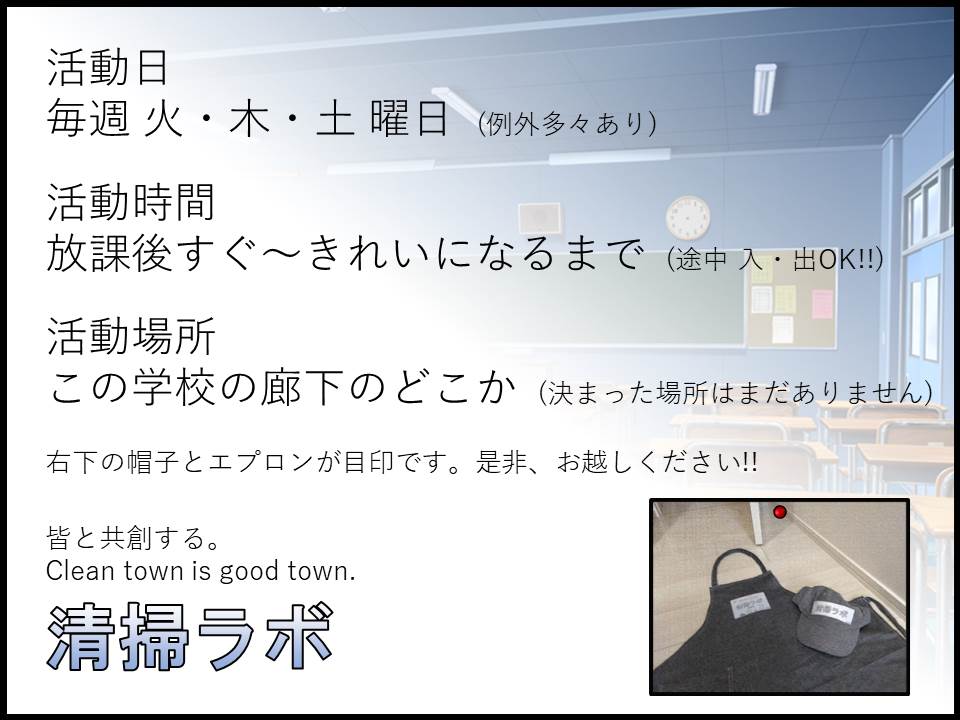 活動日
毎週 火・木・土 曜日 (例外多々あり)
活動時間
放課後すぐ～きれいになるまで (途中 入・出OK!!)
活動場所
この学校の廊下のどこか (決まった場所はまだありません)
右下の帽子とエプロンが目印です。是非、お越しください!!
皆と共創する。
Clean town is good town.
清掃ラボ
清掃ラボ
清掃ラボ